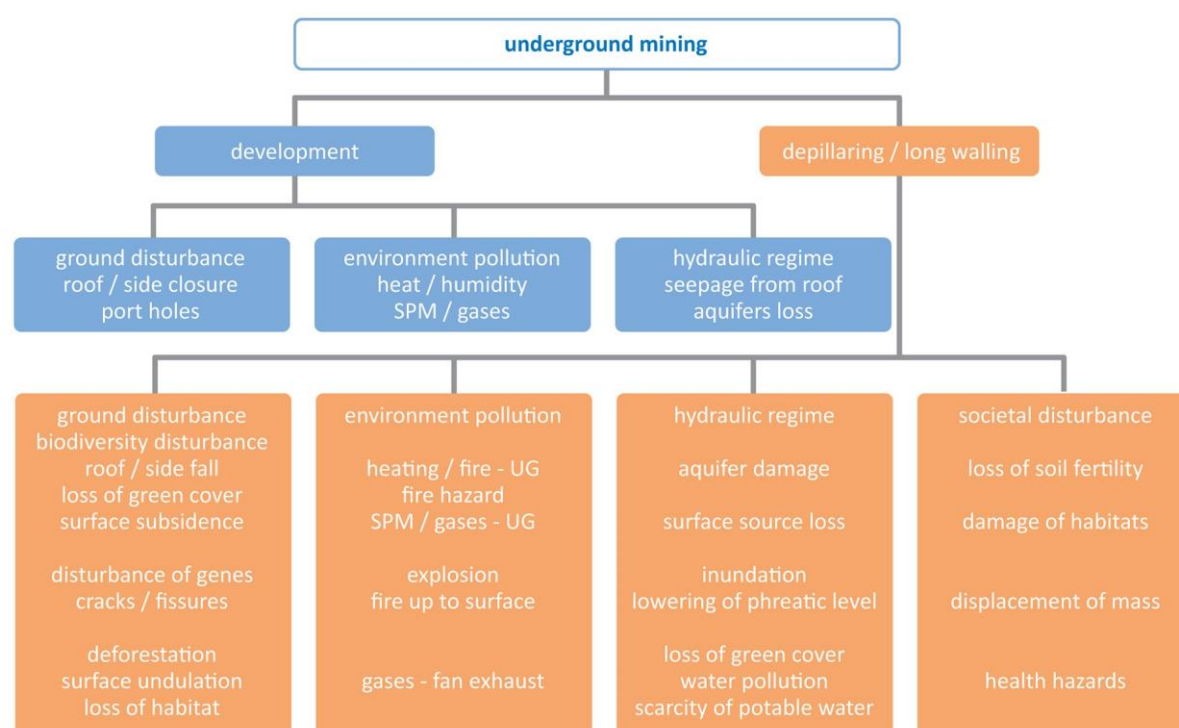 underground mining
development
depillaring / long walling
ground disturbance
roof / side closure
port holes
environment pollution
heat / humidity
SPM / gases
hydraulic regime
seepage from roof
aquifers loss
ground disturbance
biodiversity disturbance
roof / side fall
loss of green cover
surface subsidence
disturbance of genes
cracks / fissures
deforestation
surface undulation
loss of habitat
environment pollution
heating / fire - UG
fire hazard
SPM / gases - UG
explosion
fire up to surface
gases - fan exhaust
hydraulic regime
aquifer damage
surface source loss
inundation
lowering of phreatic level
loss of green cover
water pollution
scarcity of potable water
societal disturbance
loss of soil fertility
damage of habitats
displacement of mass
health hazards